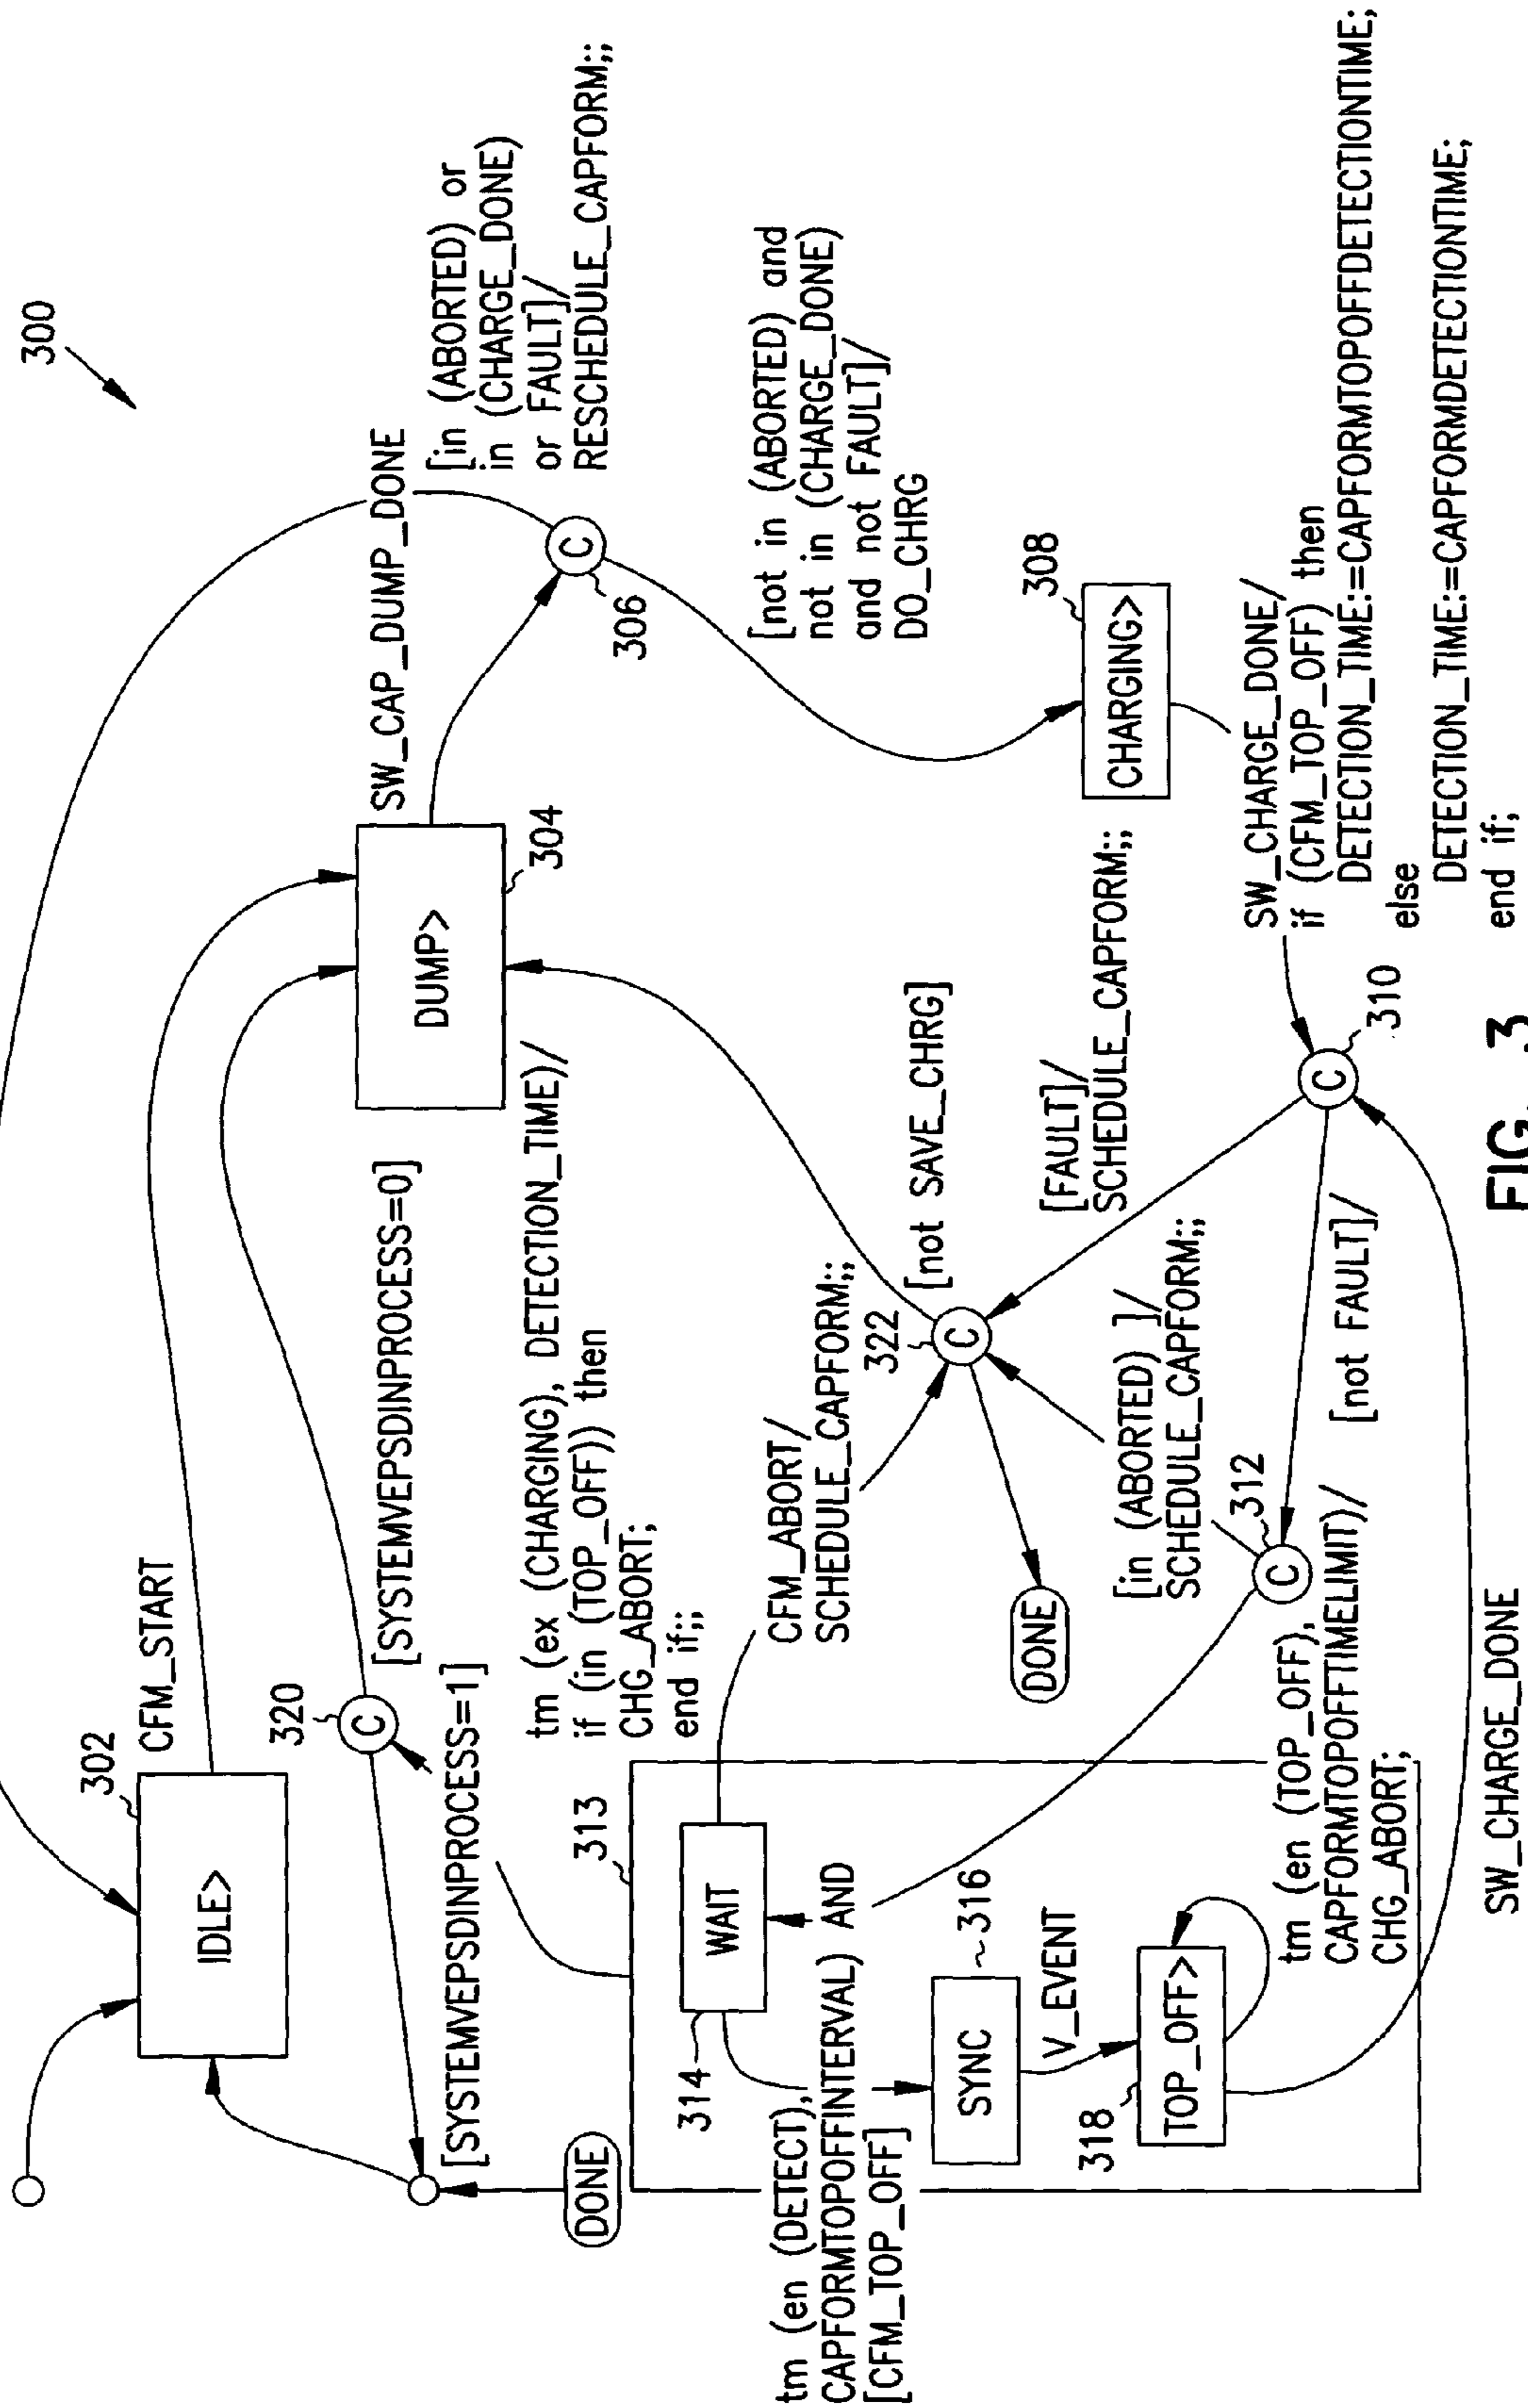 300
302
CFM_START
IDLE>
320
C
[SYSTEMVEPSDINPROCESS=0]
[SYSTEMVEPSDINPROCESS=1]
DONE
SW_CAP_DUMP_DONE
DUMP>
304
[in (ABORTED) or
in (CHARGE_DONE)
or FAULT]/
RESCHEDULE_CAPFORM;;
C
306
[not in (ABORTED) and
not in (CHARGE_DONE)
and not FAULT]/
DO_CHRG
308
CHARGING>
SW_CHARGE_DONE/
if (CFM_TOP_OFF) then
DETECTION_TIME:=CAPFORMTOPOFFDETECTIONTIME;
else
DETECTION_TIME:=CAPFORMDETECTIONTIME;
end if;
C
310
[FAULT]/
SCHEDULE_CAPFORM;;
[not FAULT]/
[not SAVE_CHRG]
322
C
DONE
tm (ex (CHARGING), DETECTION_TIME)/
if (in (TOP_OFF)) then
CHG_ABORT;
end if;;
CFM_ABORT/
SCHEDULE_CAPFORM;;
[in (ABORTED) ]/
SCHEDULE_CAPFORM;;
312
C
313
WAIT
314
tm (en (DETECT),
CAPFORMTOPOFFINTERVAL) AND
[CFM_TOP_OFF]
SYNC
316
V_EVENT
318
TOP_OFF>
tm (en (TOP_OFF),
CAPFORMTOPOFFTIMELIMIT)/
CHG_ABORT;
SW_CHARGE_DONE
FIG. 3